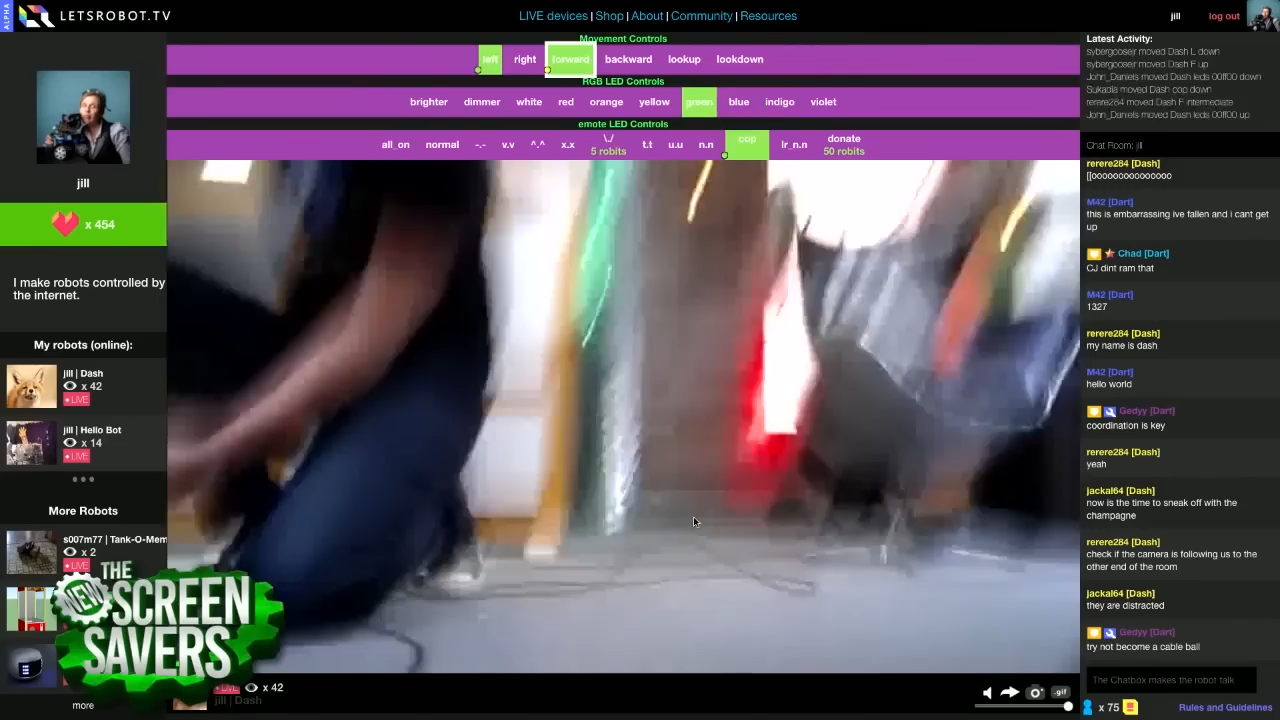 ALPHA
LETSROBOT.TV
LIVE devices | Shop | About | Community | Resources
jill
log out
jill
x 454
I make robots controlled by
the internet.
My robots (online):
jill | Dash
x 42
• LIVE
jill | Hello Bot
x 14
• LIVE
More Robots
s007m77 | Tank-O-Mem
x 2
• LIVE
THE
NEW
SCREEN
SAVERS
more
Movement Controls
left right forward backward lookup lookdown
RGB LED Controls
brighter dimmer white red orange yellow green blue indigo violet
emote LED Controls
all_on normal -.- v.v ^.^ x.x \./ t.t u.u n.n cop lr_n.n donate
5 robits 50 robits
• LIVE x 42
jill | Dash
.gif
Latest Activity:
sybergoosejr moved Dash L down
sybergoosejr moved Dash F up
John_Daniels moved Dash leds 00ff00 down
Sukadia moved Dash cop down
rerere284 moved Dash F intermediate
John_Daniels moved Dash leds 00ff00 up
Chat Room: jill
rerere284 [Dash]
[[ooooooooooooooo
M42 [Dart]
this is embarrassing ive fallen and i cant get
up
Chad [Dart]
CJ dint ram that
M42 [Dart]
1327
rerere284 [Dash]
my name is dash
M42 [Dart]
hello world
Gedyy [Dart]
coordination is key
rerere284 [Dash]
yeah
jackal64 [Dash]
now is the time to sneak off with the
champagne
rerere284 [Dash]
check if the camera is following us to the
other end of the room
jackal64 [Dash]
they are distracted
Gedyy [Dart]
try not become a cable ball
The Chatbox makes the robot talk
x 75
Rules and Guidelines